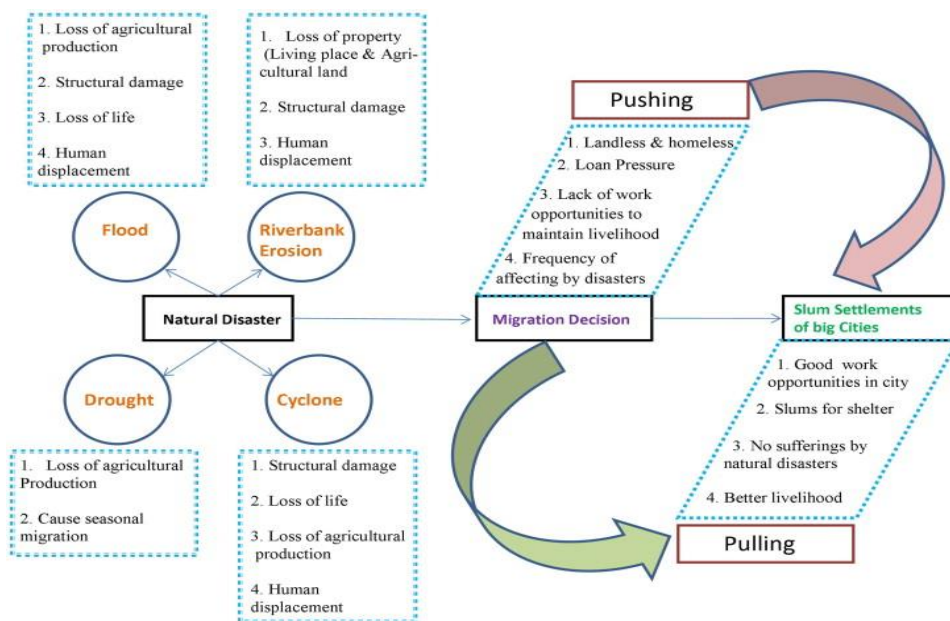 1. Loss of agricultural
production
2. Structural damage
3. Loss of life
4. Human
displacement
1. Loss of property
(Living place & Agri-
cultural land
2. Structural damage
3. Human
displacement
Flood
Riverbank
Erosion
Natural Disaster
Drought
Cyclone
1. Loss of agricultural
Production
2. Cause seasonal
migration
1. Structural damage
2. Loss of life
3. Loss of agricultural
production
4. Human
displacement
Pushing
1. Landless & homeless
2. Loan Pressure
3. Lack of work
opportunities to
maintain livelihood
4. Frequency of
affecting by disasters
Migration Decision
Slum Settlements
of big Cities
1. Good work
opportunities in city
2. Slums for shelter
3. No sufferings by
natural disasters
4. Better livelihood
Pulling